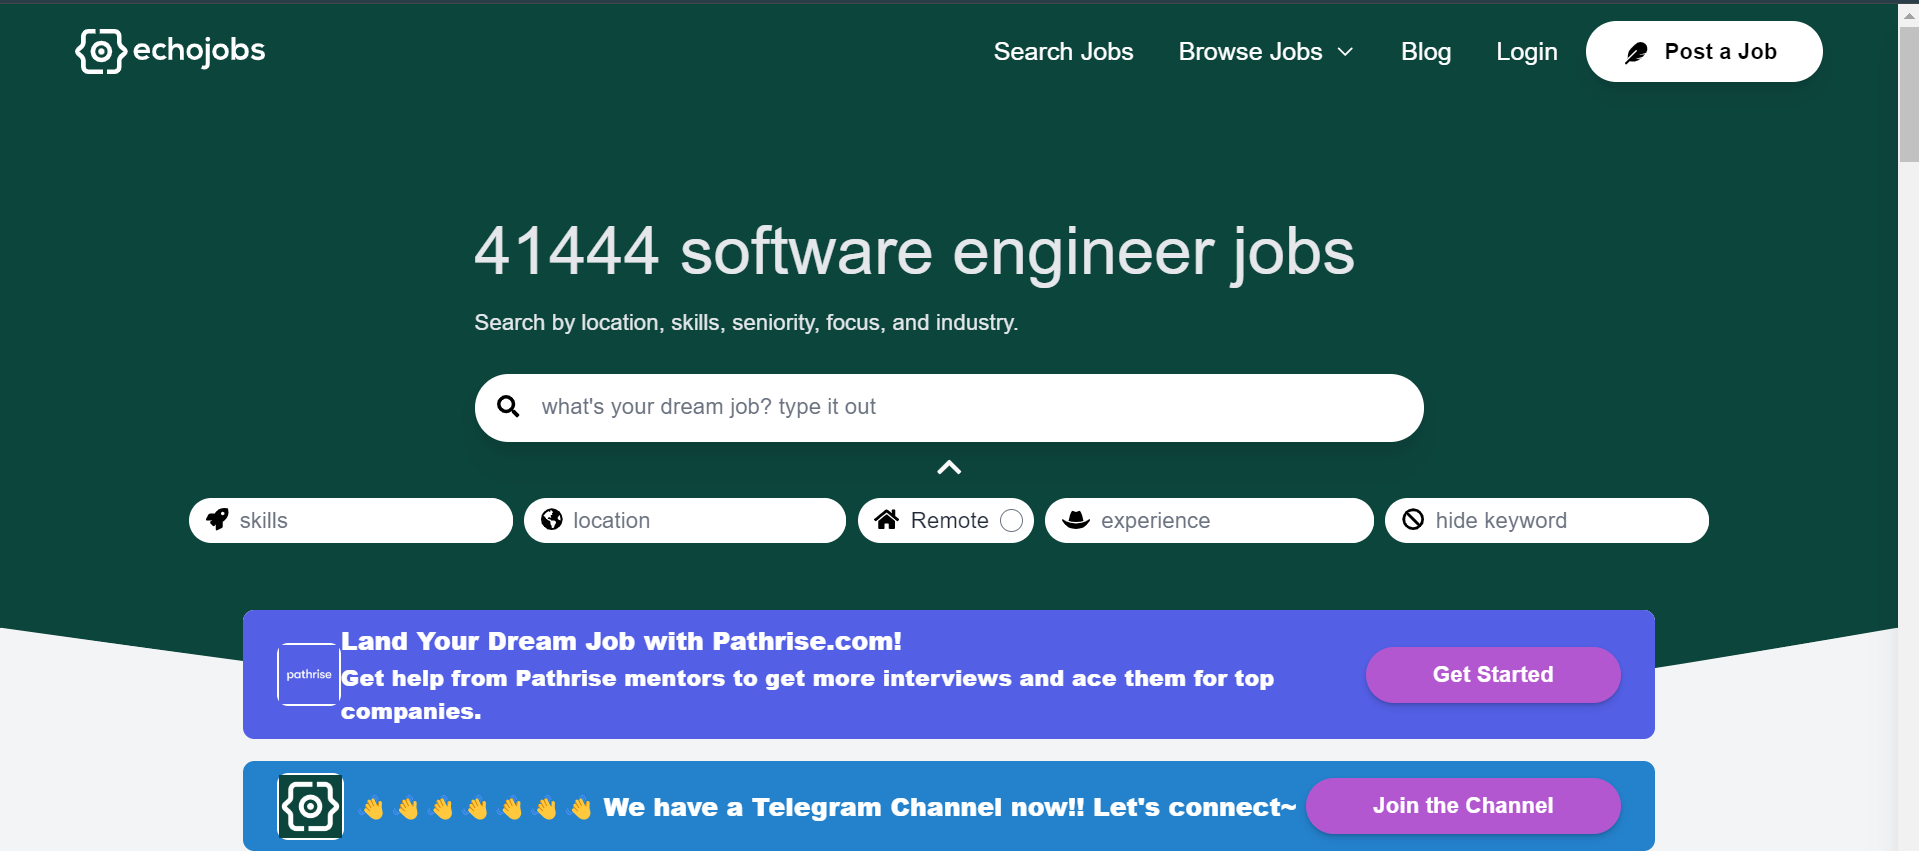 echojobs
Search Jobs
Browse Jobs
Blog
Login
Post a Job
41444 software engineer jobs
Search by location, skills, seniority, focus, and industry.
what's your dream job? type it out
skills
location
Remote
experience
hide keyword
pathrise
Land Your Dream Job with Pathrise.com!
Get help from Pathrise mentors to get more interviews and ace them for top
companies.
Get Started
👋 👋 👋 👋 👋 👋 👋 We have a Telegram Channel now!! Let's connect~
Join the Channel